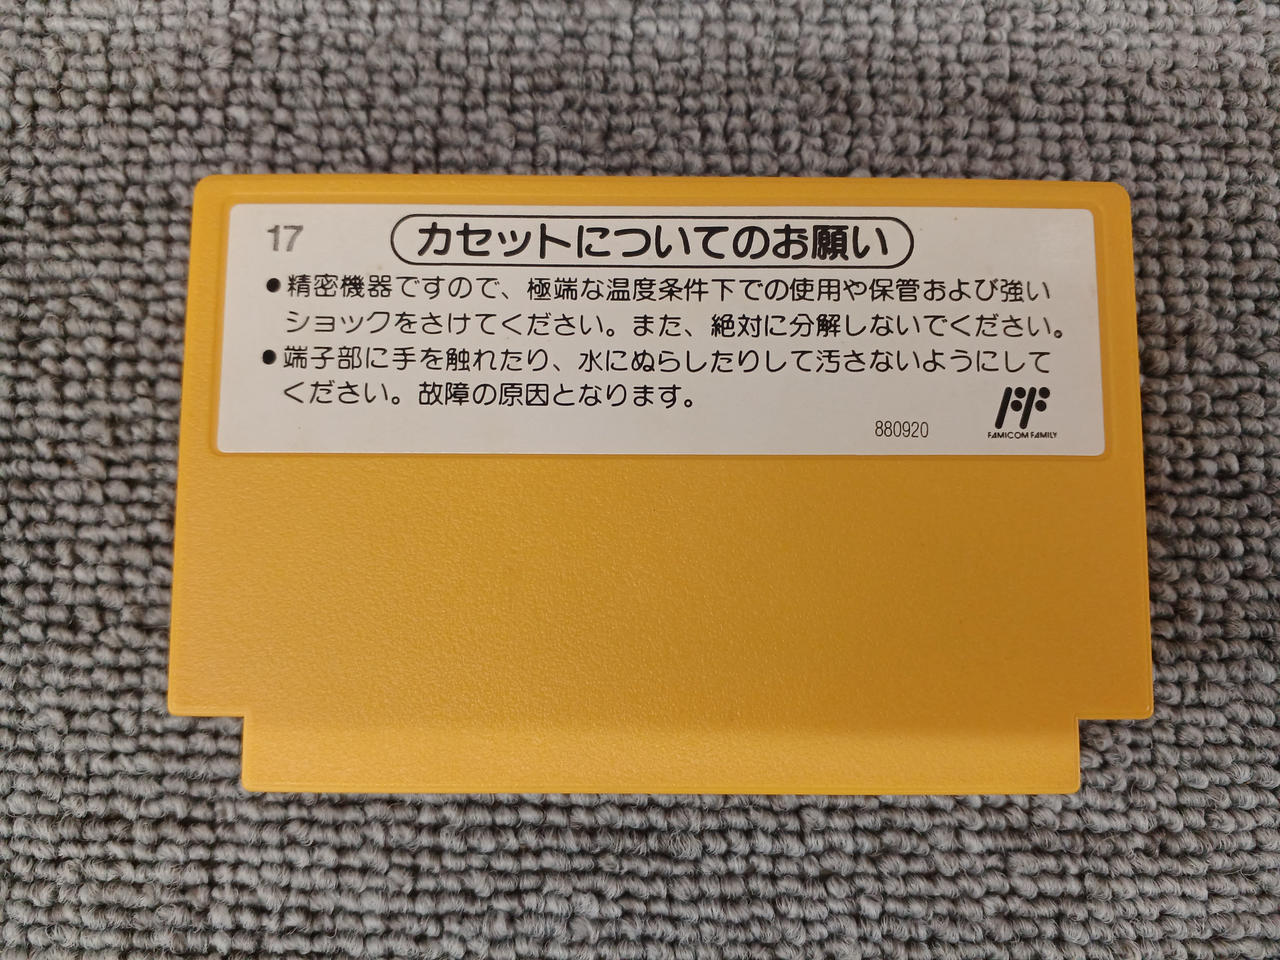 17
カセットについてのお願い
●精密機器ですので、極端な温度条件下での使用や保管および強い
ショックをさけてください。また、絶対に分解しないでください。
●端子部に手を触れたり、水にぬらしたりして汚さないようにして
ください。故障の原因となります。
880920
FF
FAMICOM FAMILY